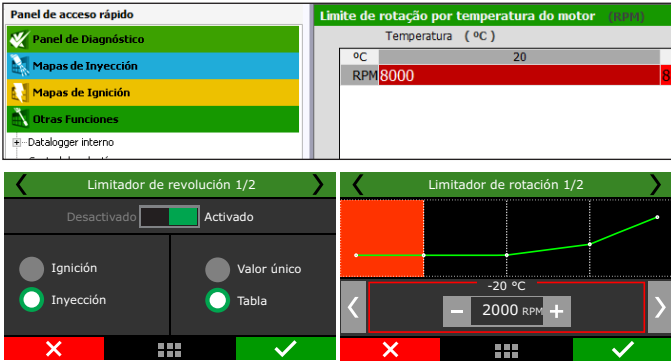 Panel de acceso rápido
Panel de Diagnóstico
Mapas de Inyección
Mapas de Ignición
Otras Funciones
Datalogger interno
Limite de rotação por temperatura do motor (RPM)
Temperatura ( ºC )
ºC 20
RPM 8000 8
Limitador de revolución 1/2
Desactivado Activado
Ignición Valor único
Inyección Tabla
Limitador de rotación 1/2
-20 °C
2000 RPM